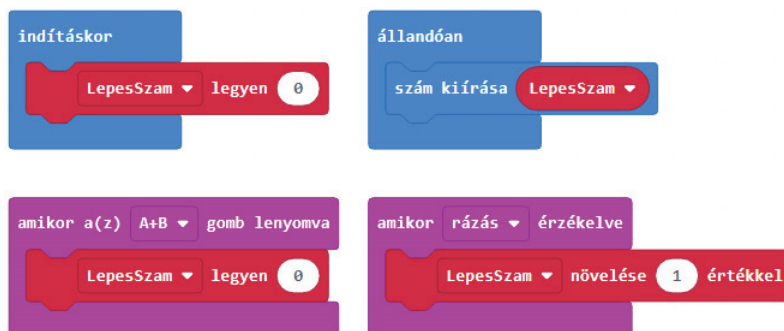 indításkor
LepesSzam legyen 0
állandóan
szám kiírása LepesSzam
amikor a(z) A+B gomb lenyomva
LepesSzam legyen 0
amikor rázás érzékelve
LepesSzam növelése 1 értékkel